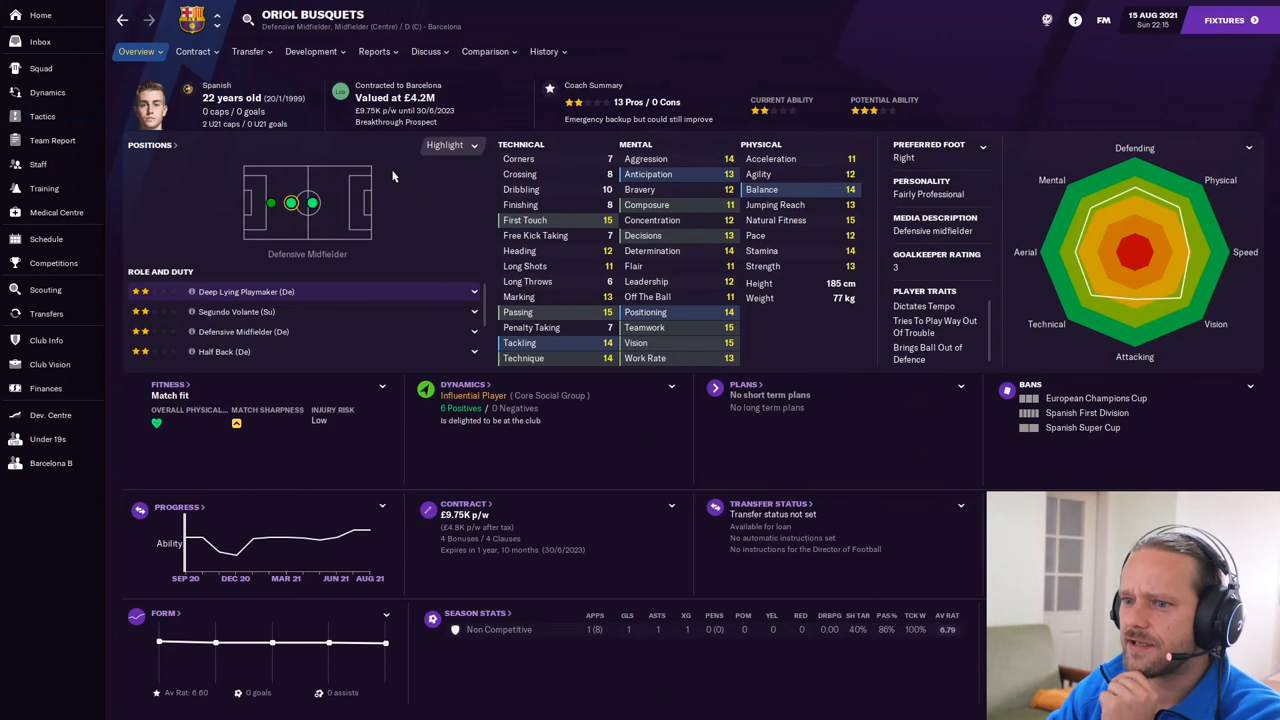 Home
Inbox
Squad
Dynamics
Tactics
Team Report
Staff
Training
Medical Centre
Schedule
Competitions
Scouting
Transfers
Club Info
Club Vision
Finances
Dev. Centre
Under 19s
Barcelona B
ORIOL BUSQUETS
Defensive Midfielder, Midfielder (Centre) / D (C) - Barcelona
FM
15 AUG 2021
Sun 22:15
FIXTURES
Overview
Contract
Transfer
Development
Reports
Discuss
Comparison
History
Spanish
22 years old (20/1/1999)
0 caps / 0 goals
2 U21 caps / 0 U21 goals
Loa
Contracted to Barcelona
Valued at £4.2M
£9.75K p/w until 30/6/2023
Breakthrough Prospect
Coach Summary
13 Pros / 0 Cons
Emergency backup but could still improve
CURRENT ABILITY
POTENTIAL ABILITY
POSITIONS
Highlight
Defensive Midfielder
ROLE AND DUTY
Deep Lying Playmaker (De)
Segundo Volante (Su)
Defensive Midfielder (De)
Half Back (De)
TECHNICAL
Corners 7
Crossing 8
Dribbling 10
Finishing 8
First Touch 15
Free Kick Taking 7
Heading 12
Long Shots 11
Long Throws 6
Marking 13
Passing 15
Penalty Taking 7
Tackling 14
Technique 14
MENTAL
Aggression 14
Anticipation 13
Bravery 12
Composure 13
Concentration 12
Decisions 13
Determination 14
Flair 11
Leadership 12
Off The Ball 11
Positioning 14
Teamwork 15
Vision 15
Work Rate 13
PHYSICAL
Acceleration 11
Agility 12
Balance 14
Jumping Reach 13
Natural Fitness 15
Pace 12
Stamina 14
Strength 13
Height 185 cm
Weight 77 kg
PREFERRED FOOT
Right
PERSONALITY
Fairly Professional
MEDIA DESCRIPTION
Defensive midfielder
GOALKEEPER RATING
3
PLAYER TRAITS
Dictates Tempo
Tries To Play Way Out
Of Trouble
Brings Ball Out of
Defence
Defending
Mental
Physical
Aerial
Speed
Technical
Vision
Attacking
FITNESS
Match fit
OVERALL PHYSICAL...
MATCH SHARPNESS
INJURY RISK
Low
DYNAMICS
Influential Player ( Core Social Group )
6 Positives / 0 Negatives
Is delighted to be at the club
PLANS
No short term plans
No long term plans
BANS
European Champions Cup
Spanish First Division
Spanish Super Cup
PROGRESS
Ability
SEP 20
DEC 20
MAR 21
JUN 21
AUG 21
CONTRACT
£9.75K p/w
(£4.8K p/w after tax)
4 Bonuses / 4 Clauses
Expires in 1 year, 10 months (30/6/2023)
TRANSFER STATUS
Transfer status not set
Available for loan
No automatic instructions set
No instructions for the Director of Football
FORM
Av Rat: 6.60
0 goals
0 assists
SEASON STATS
APPS GLS ASTS XG PENS POM YEL RED DRBPG SH TAR PAS% TCK W AV RAT
Non Competitive 1 (8) 1 1 1 0 (0) 0 0 0 0.00 40% 86% 100% 6.79